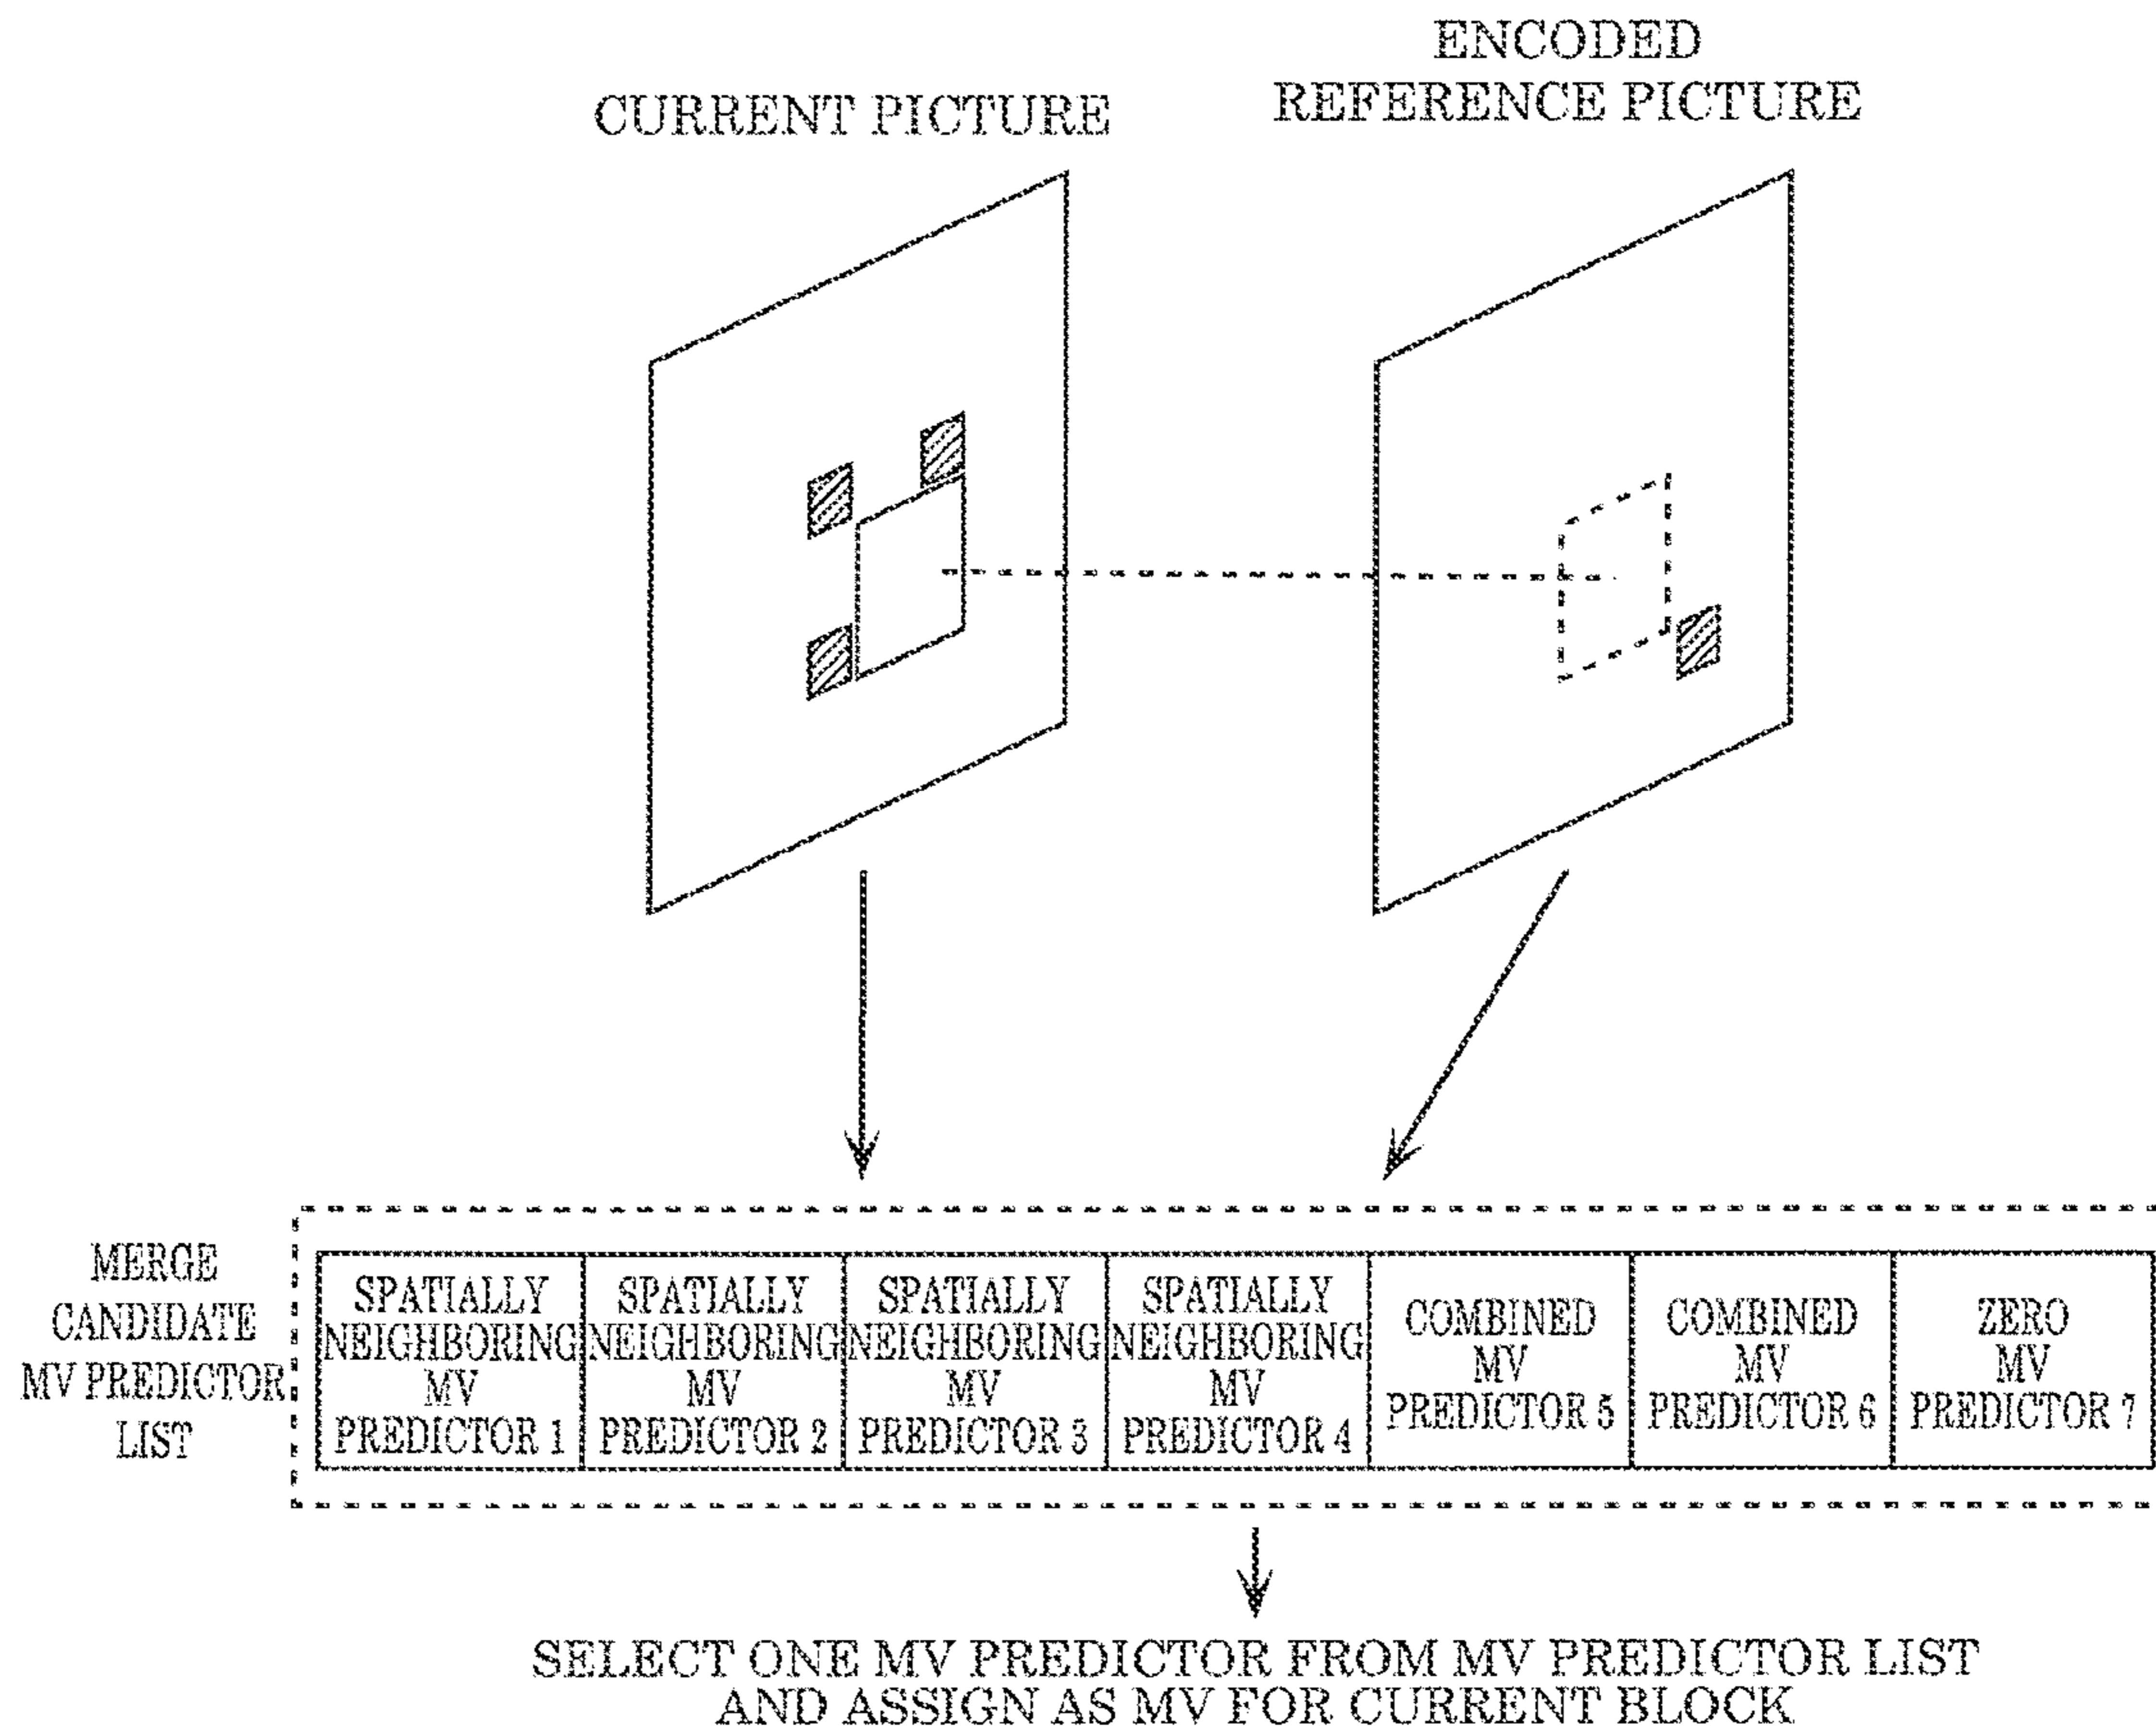 CURRENT PICTURE
ENCODED
REFERENCE PICTURE
MERGE
CANDIDATE
MV PREDICTOR
LIST
SPATIALLY
NEIGHBORING
MV
PREDICTOR 1
SPATIALLY
NEIGHBORING
MV
PREDICTOR 2
SPATIALLY
NEIGHBORING
MV
PREDICTOR 3
SPATIALLY
NEIGHBORING
MV
PREDICTOR 4
COMBINED
MV
PREDICTOR 5
COMBINED
MV
PREDICTOR 6
ZERO
MV
PREDICTOR 7
SELECT ONE MV PREDICTOR FROM MV PREDICTOR LIST
AND ASSIGN AS MV FOR CURRENT BLOCK